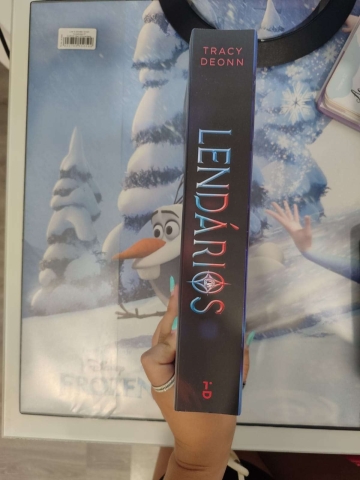 TRACY
DEONN
LENDÁRIOS
FROZEN